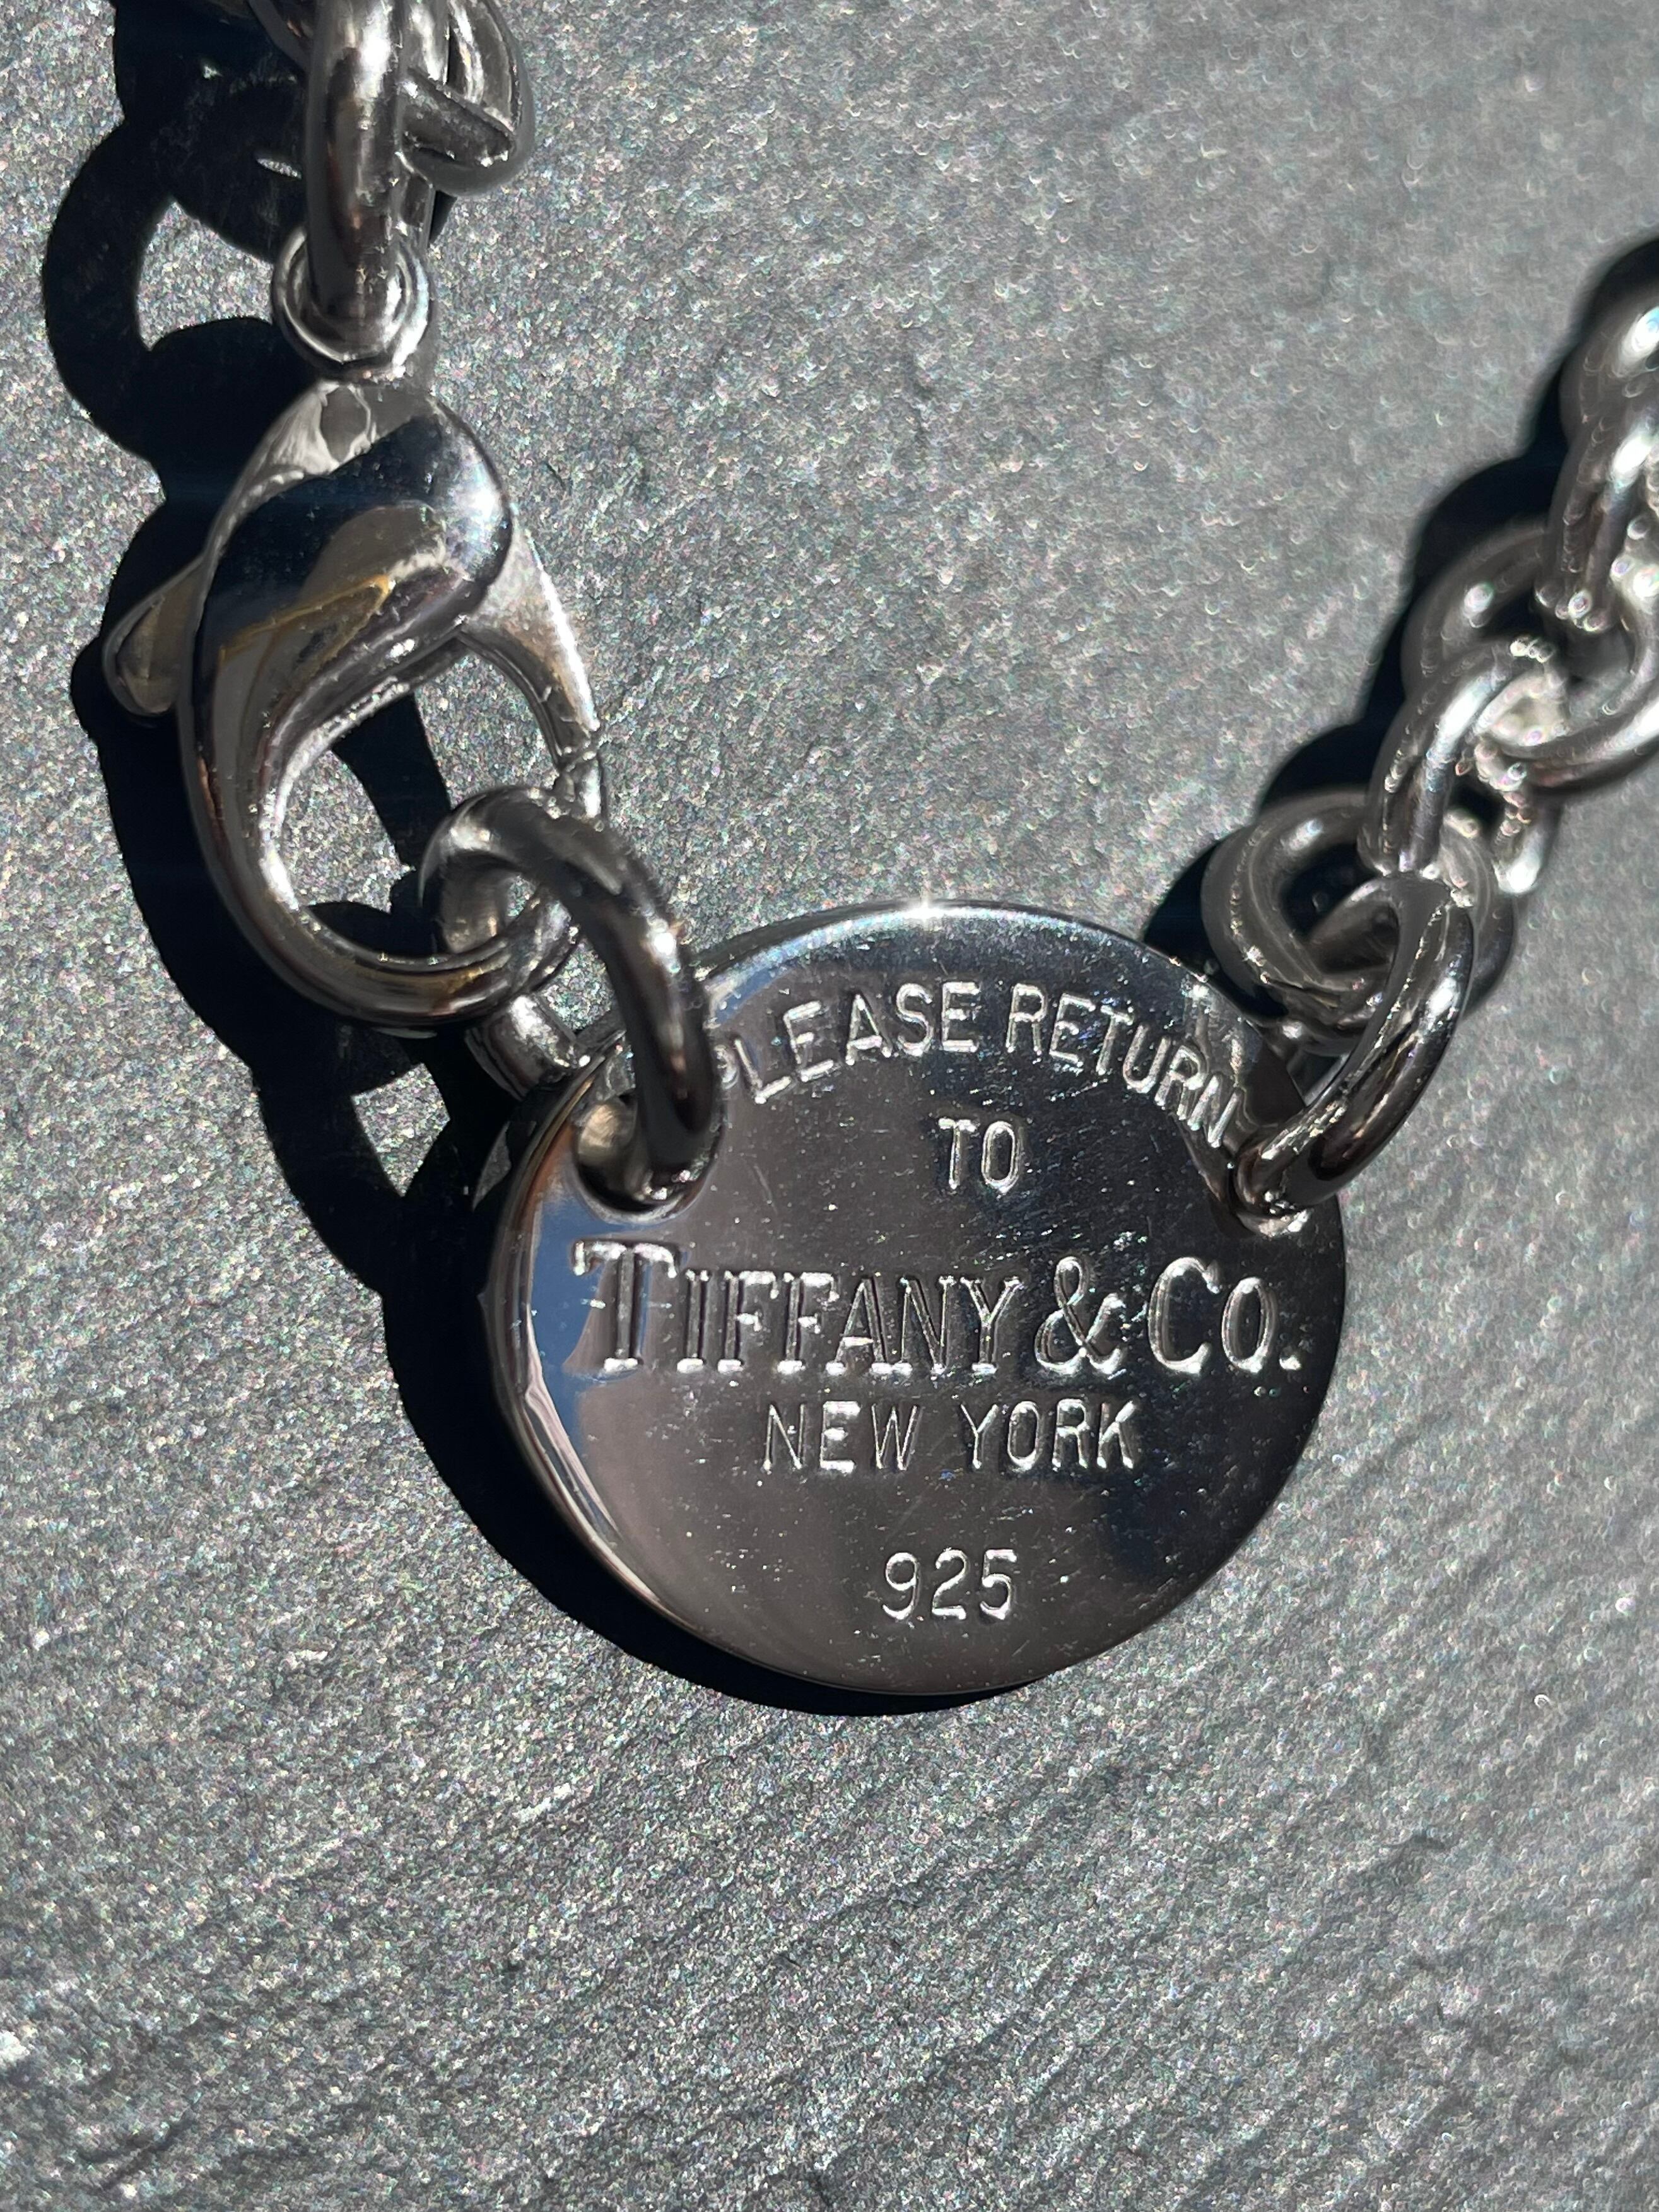 PLEASE RETURN
TO
TIFFANY & CO.
NEW YORK
925